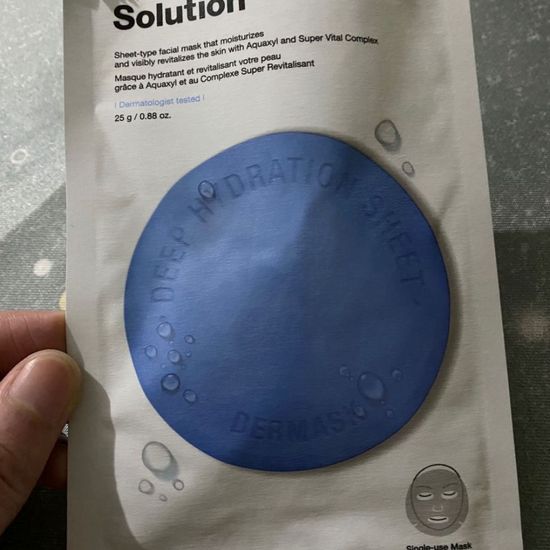 Solution
Sheet-type facial mask that moisturizes
and visibly revitalizes the skin with Aquaxyl and Super Vital Complex
Masque hydratant et revitalisant votre peau
grâce à Aquaxyl et au Complexe Super Revitalisant
| Dermatologist tested |
25 g / 0.88 oz.
DEEP HYDRATION SHEET
DERMASK
Single-use Mask